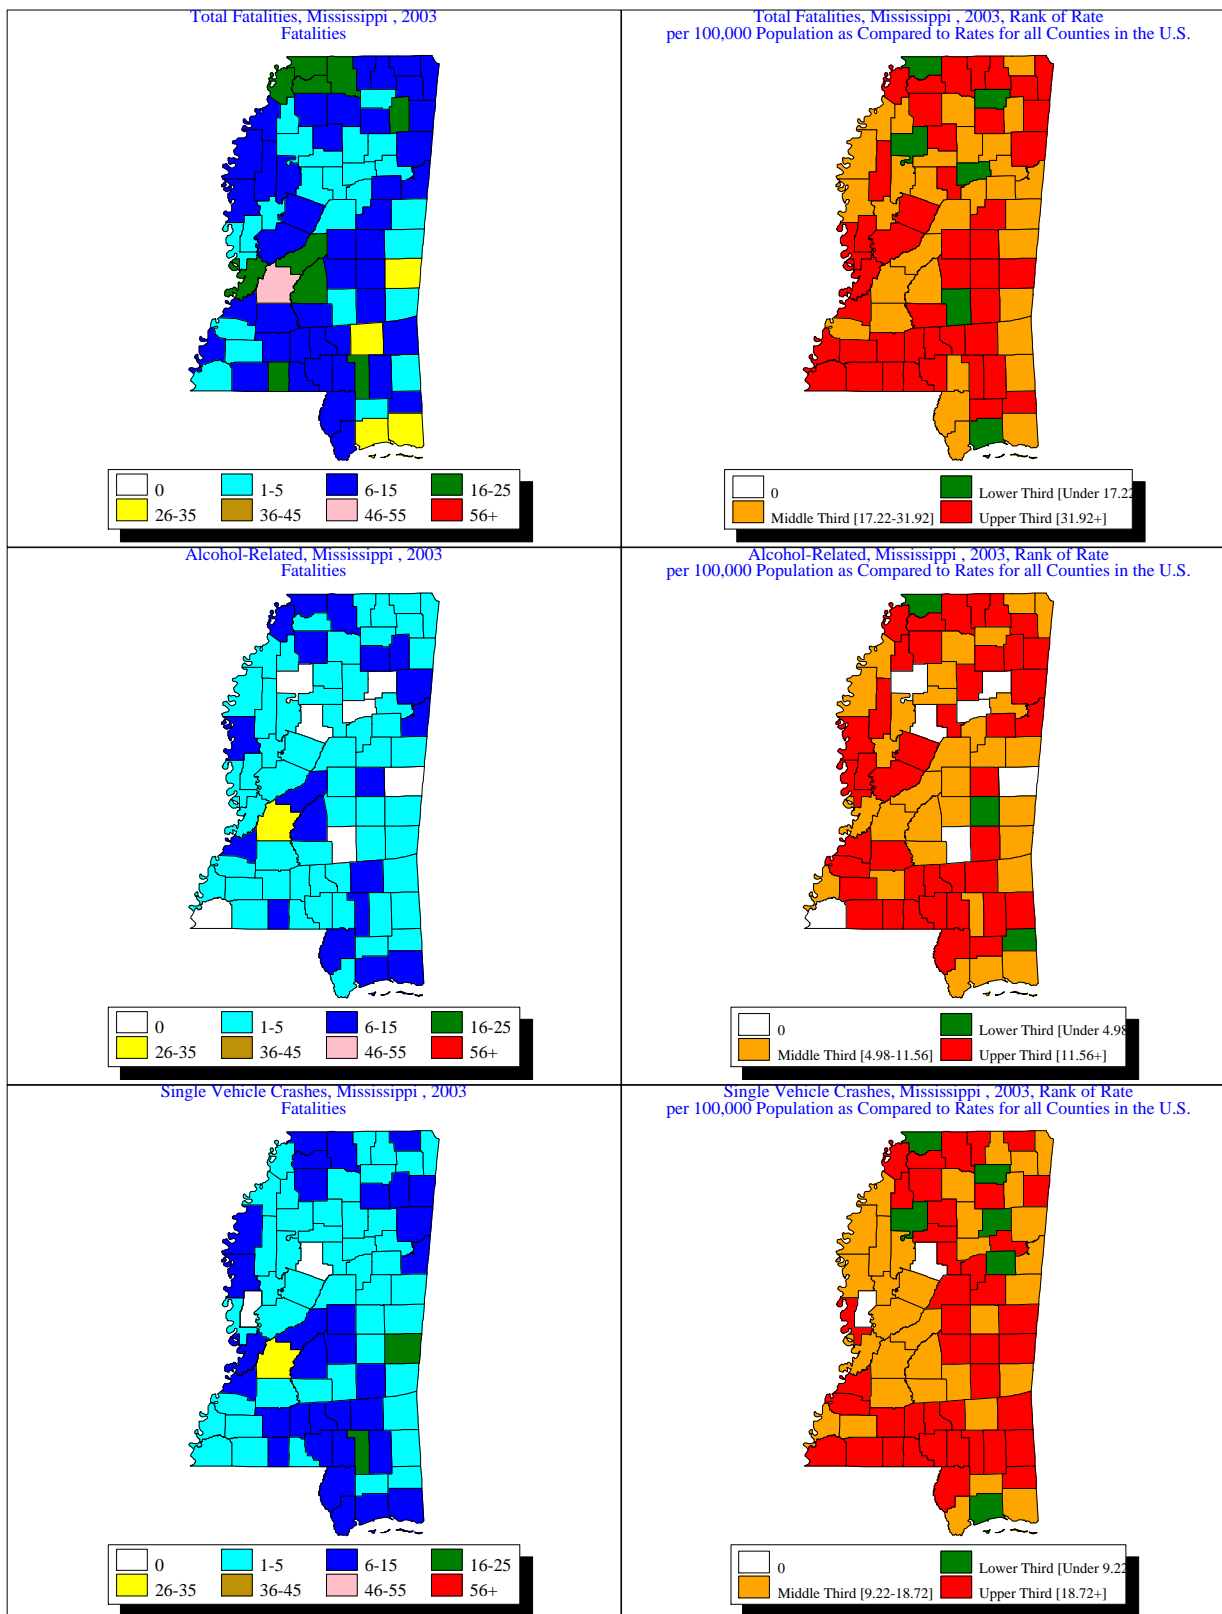 Total Fatalities, Mississippi , 2003
Fatalities
0
1-5
6-15
16-25
26-35
36-45
46-55
56+
Total Fatalities, Mississippi , 2003, Rank of Rate
per 100,000 Population as Compared to Rates for all Counties in the U.S.
0
Lower Third [Under 17.22
Middle Third [17.22-31.92]
Upper Third [31.92+]
Alcohol-Related, Mississippi , 2003
Fatalities
0
1-5
6-15
16-25
26-35
36-45
46-55
56+
Alcohol-Related, Mississippi , 2003, Rank of Rate
per 100,000 Population as Compared to Rates for all Counties in the U.S.
0
Lower Third [Under 4.98
Middle Third [4.98-11.56]
Upper Third [11.56+]
Single Vehicle Crashes, Mississippi , 2003
Fatalities
0
1-5
6-15
16-25
26-35
36-45
46-55
56+
Single Vehicle Crashes, Mississippi , 2003, Rank of Rate
per 100,000 Population as Compared to Rates for all Counties in the U.S.
0
Lower Third [Under 9.22
Middle Third [9.22-18.72]
Upper Third [18.72+]